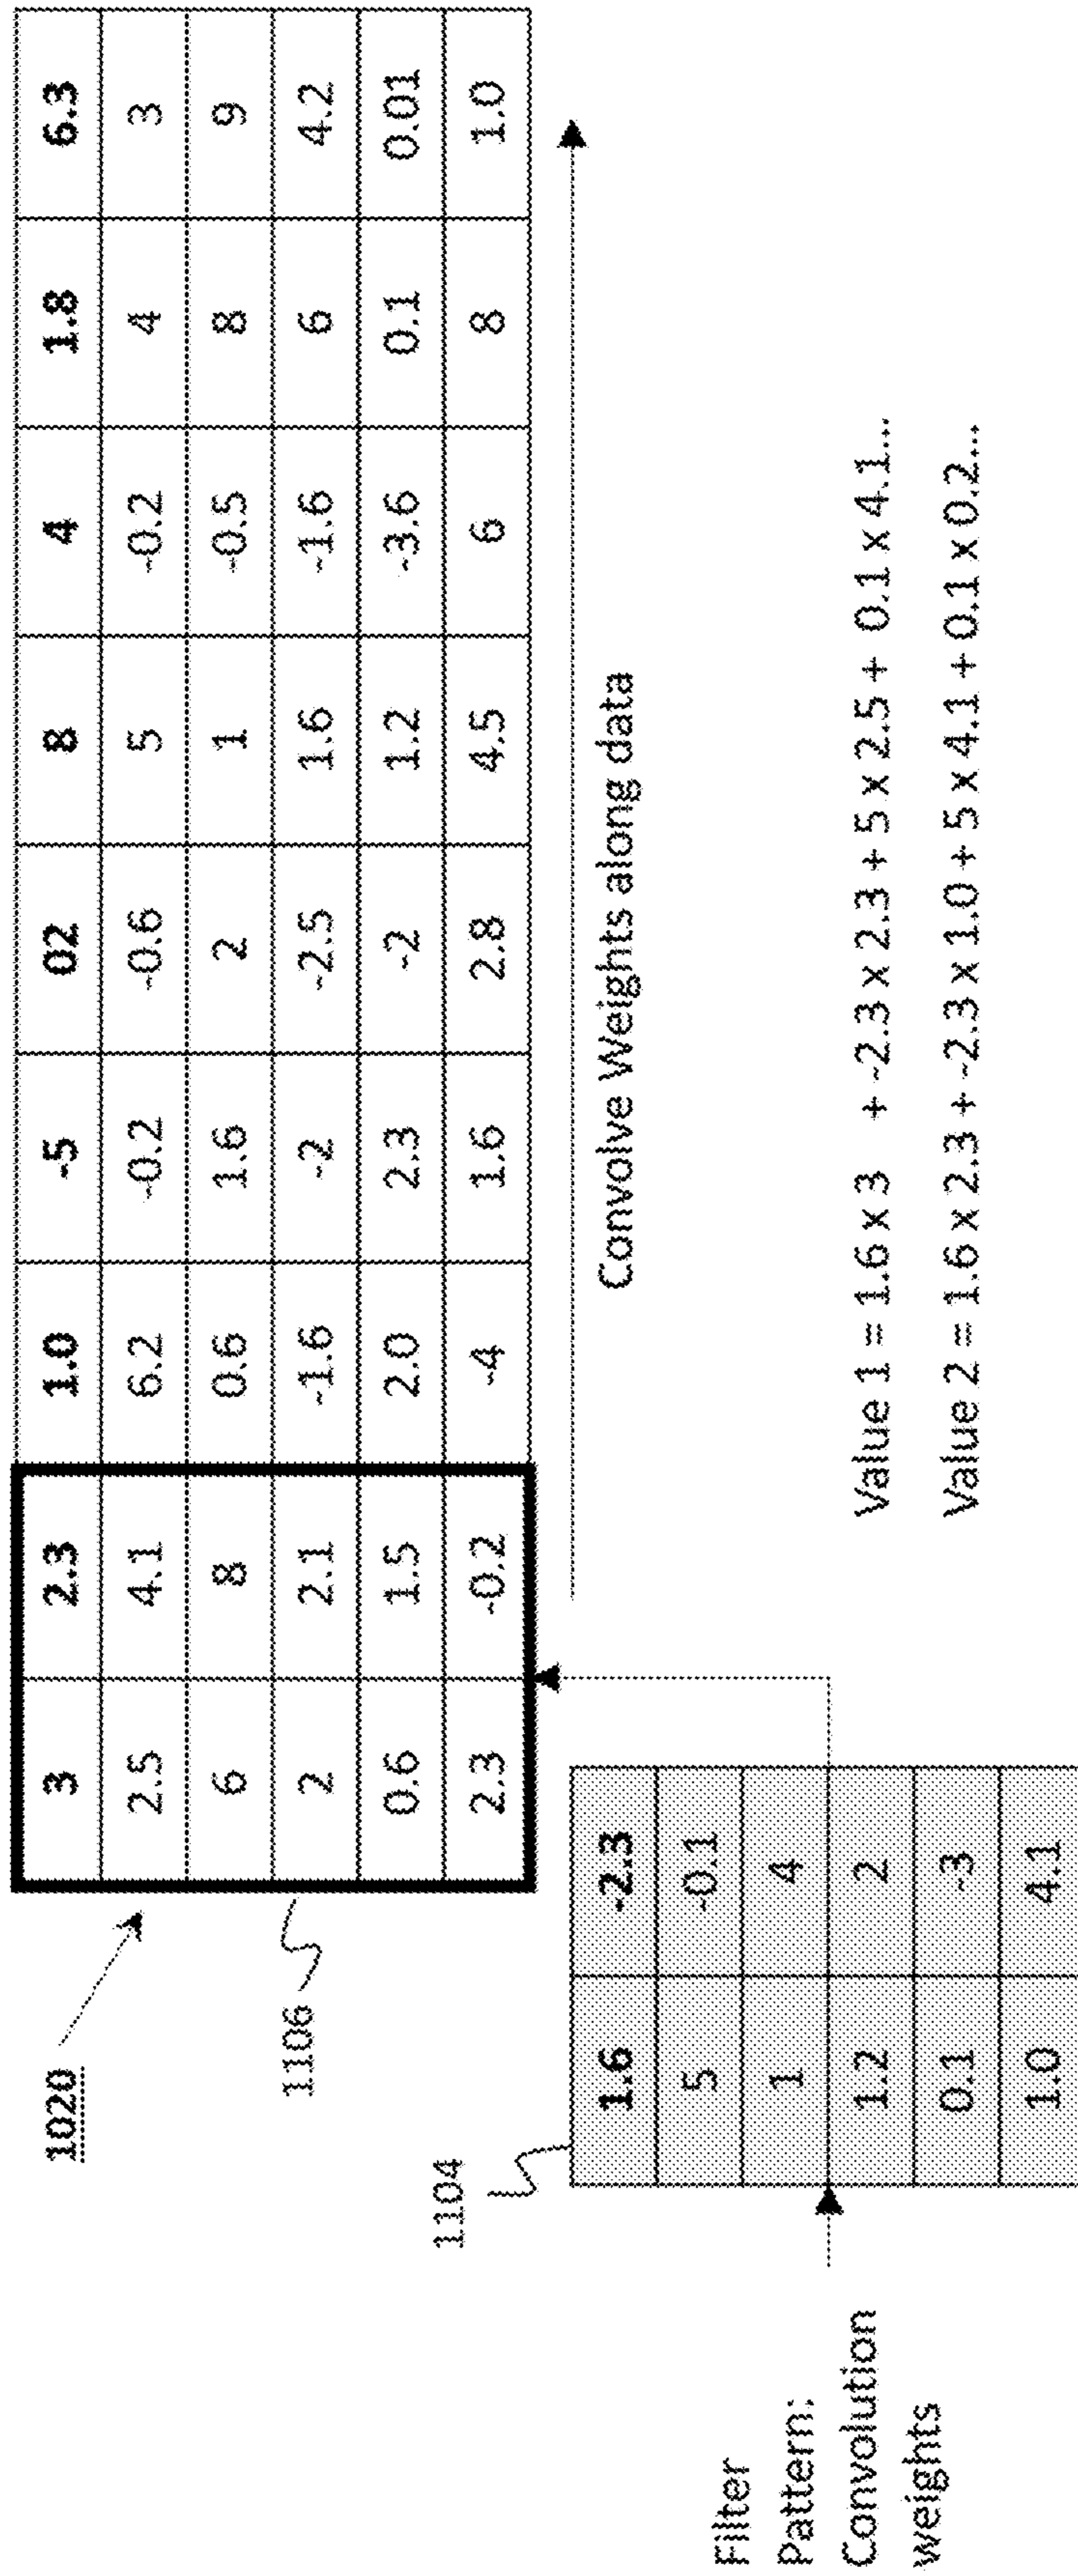 1020
3 2.3 1.0 -5 02 8 4 1.8 6.3
2.5 4.1 6.2 -0.2 -0.6 5 -0.2 4 3
6 8 0.6 1.6 2 1 -0.5 8 9
2 2.1 -1.6 -2 -2.5 1.6 -1.6 6 4.2
0.6 1.5 2.0 2.3 -2 1.2 -3.6 0.1 0.01
2.3 -0.2 -4 1.6 2.8 4.5 6 8 1.0
1106
Convolve Weights along data
1104
1.6 -2.3
5 -0.1
1 4
1.2 2
0.1 -3
1.0 4.1
Filter
Pattern:
Convolution
weights
Value 1 = 1.6 x 3 + -2.3 x 2.3 + 5 x 2.5 + 0.1 x 4.1...
Value 2 = 1.6 x 2.3 + -2.3 x 1.0 + 5 x 4.1 + 0.1 x 0.2...